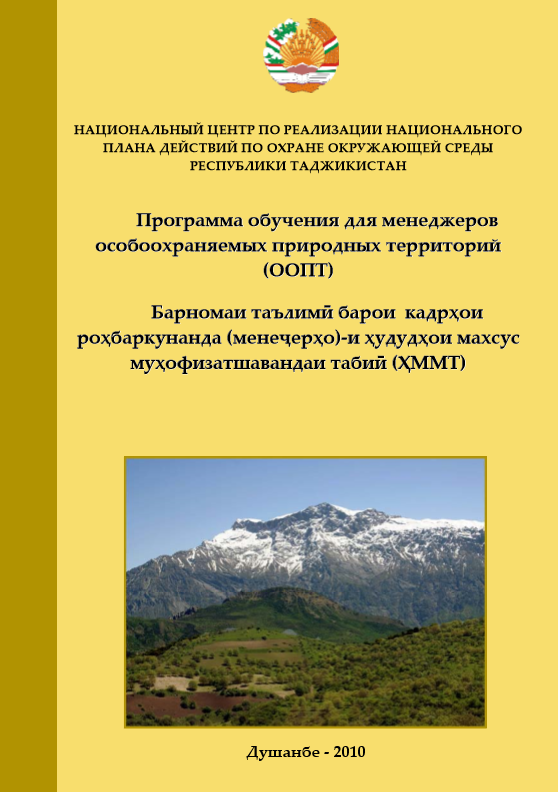 НАЦИОНАЛЬНЫЙ ЦЕНТР ПО РЕАЛИЗАЦИИ НАЦИОНАЛЬНОГО
ПЛАНА ДЕЙСТВИЙ ПО ОХРАНЕ ОКРУЖАЮЩЕЙ СРЕДЫ
РЕСПУБЛИКИ ТАДЖИКИСТАН
Программа обучения для менеджеров
особоохраняемых природных территорий
(ООПТ)
Барномаи таълимӣ барои кадрҳои
роҳбаркунанда (менеҷерҳо)-и ҳудудҳои махсус
муҳофизатшавандаи табиӣ (ҲММТ)
Душанбе - 2010